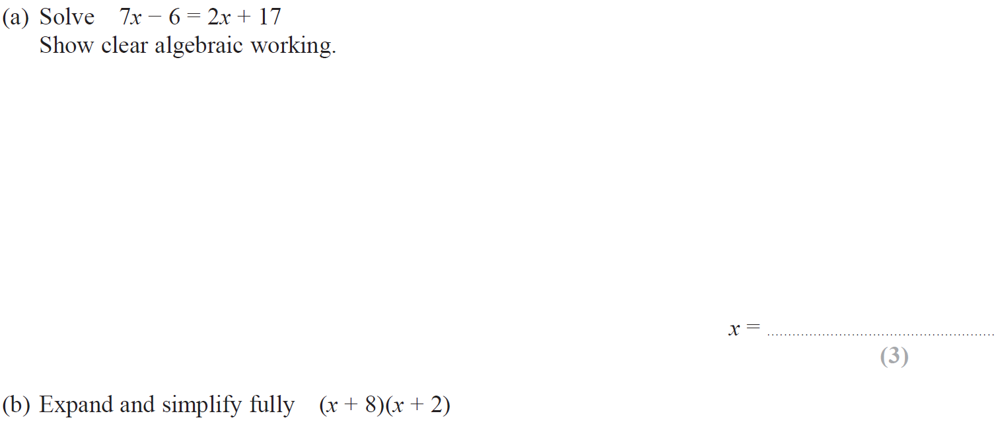 (a) Solve 7x − 6 = 2x + 17
Show clear algebraic working.
x = ........................................................
(3)
(b) Expand and simplify fully (x + 8)(x + 2)